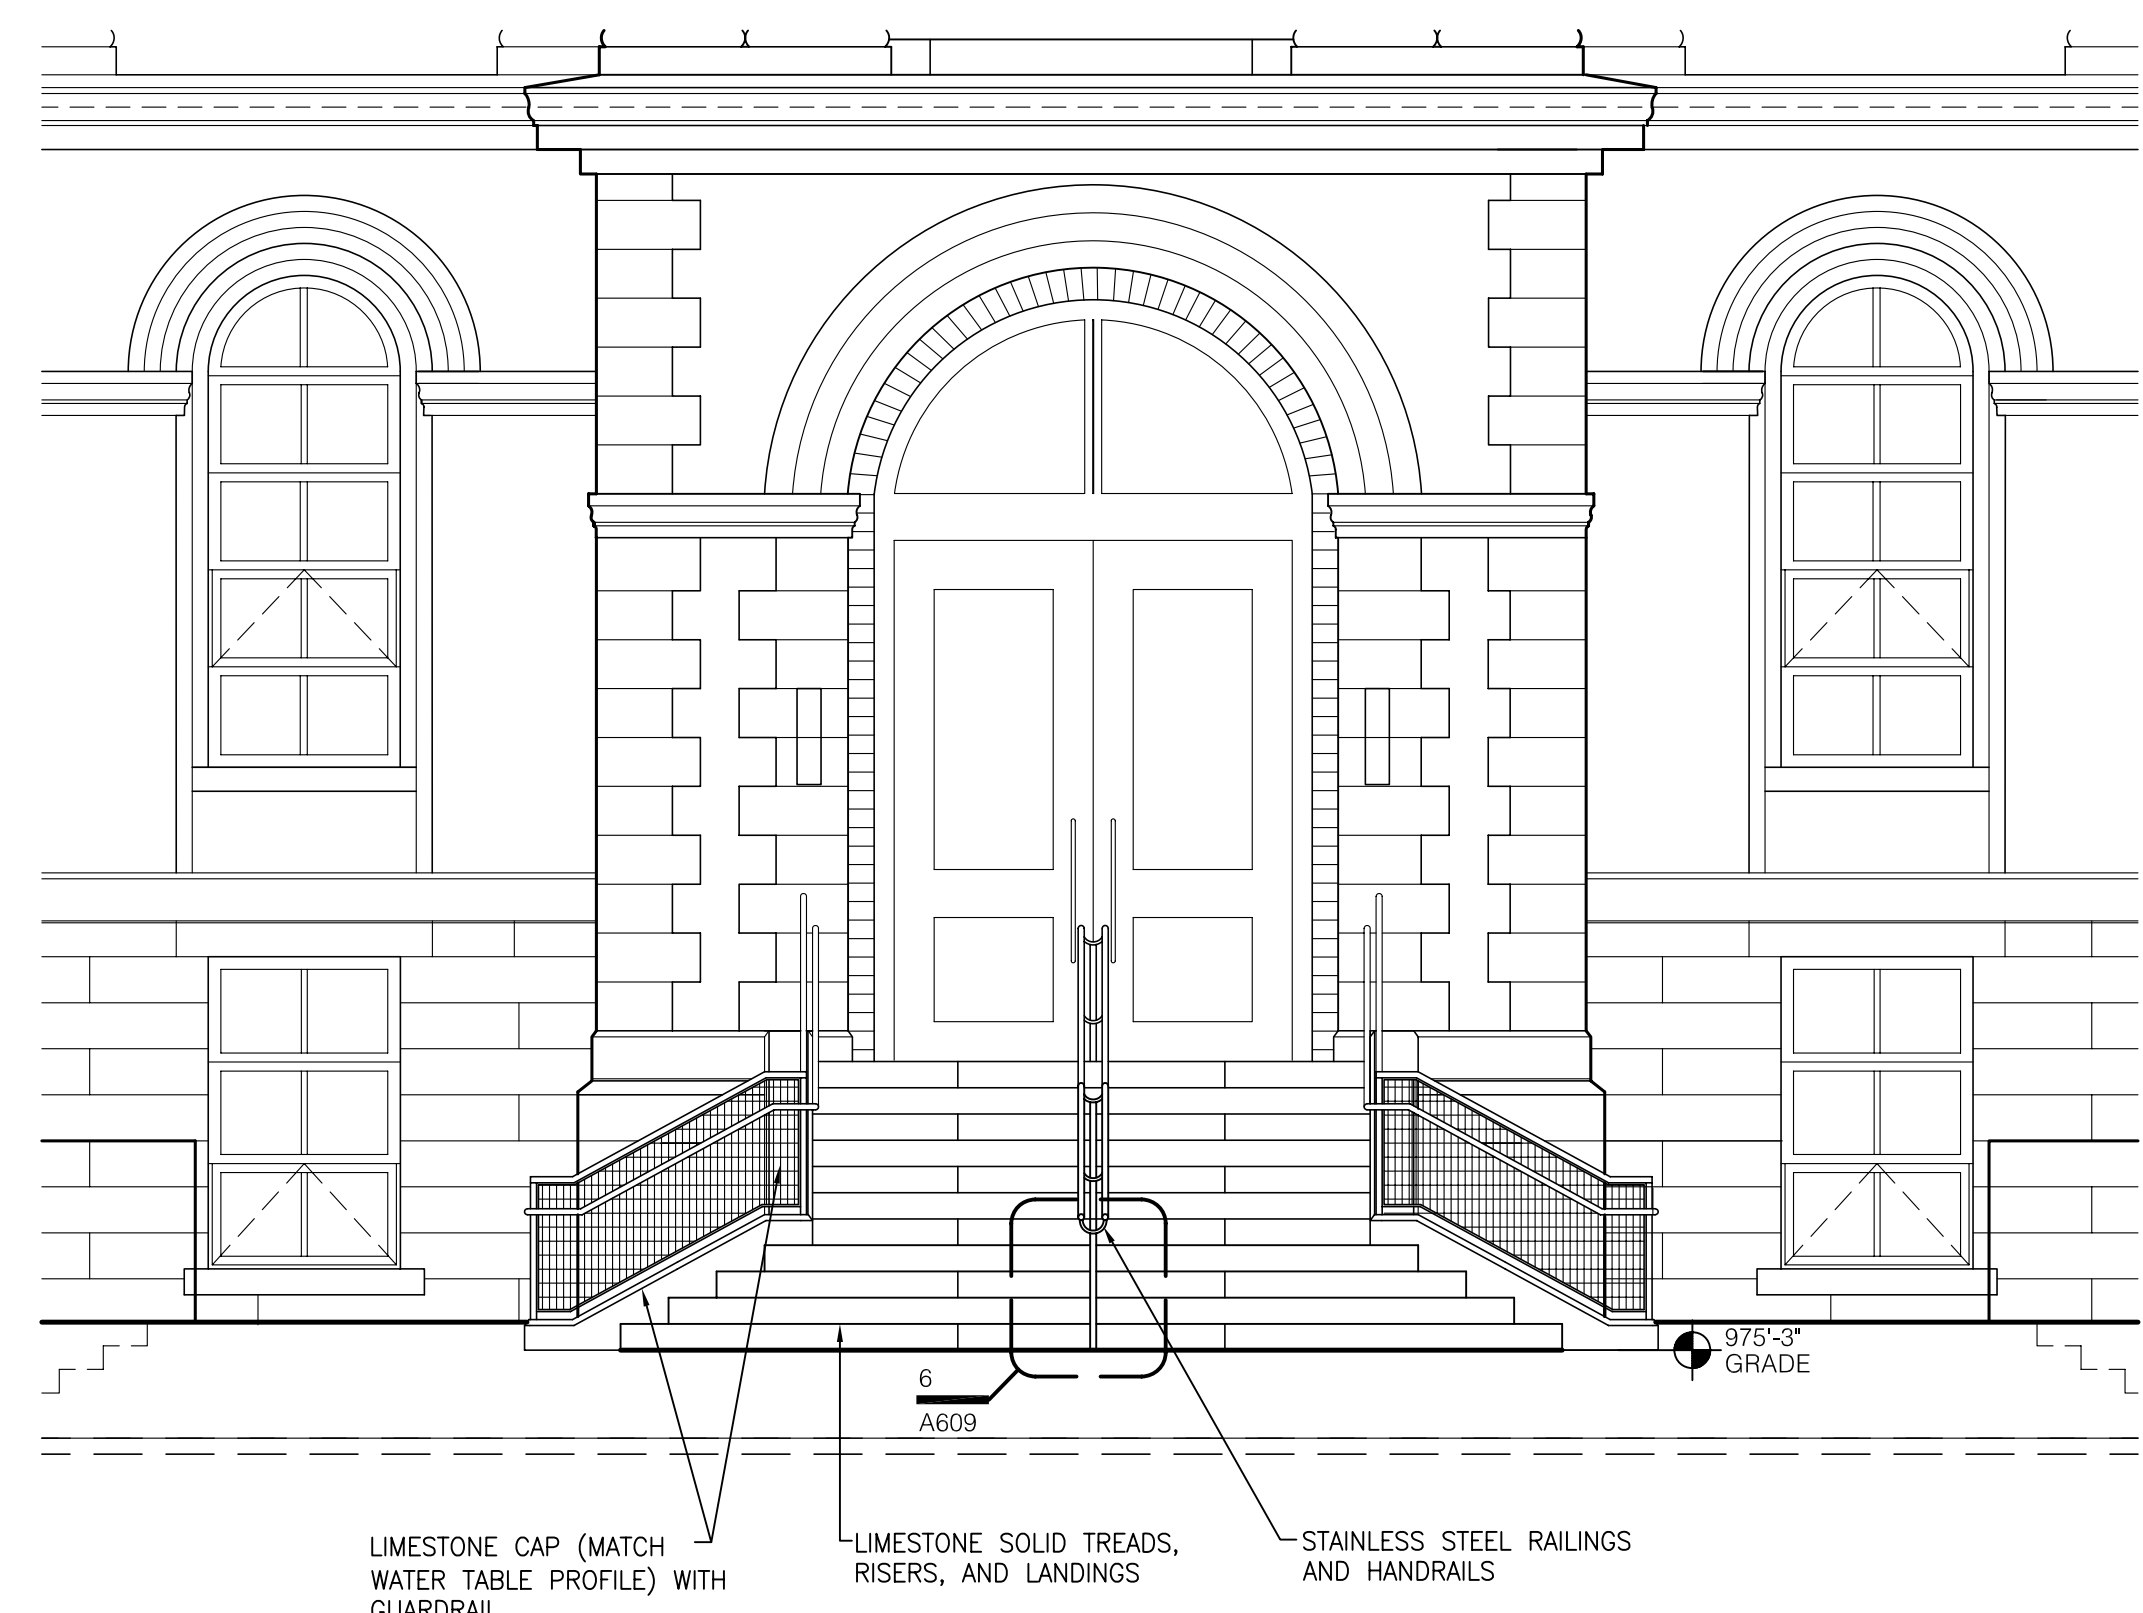 975'-3"
GRADE
6
A609
LIMESTONE CAP (MATCH
WATER TABLE PROFILE) WITH
GUARDRAIL
LIMESTONE SOLID TREADS,
RISERS, AND LANDINGS
STAINLESS STEEL RAILINGS
AND HANDRAILS